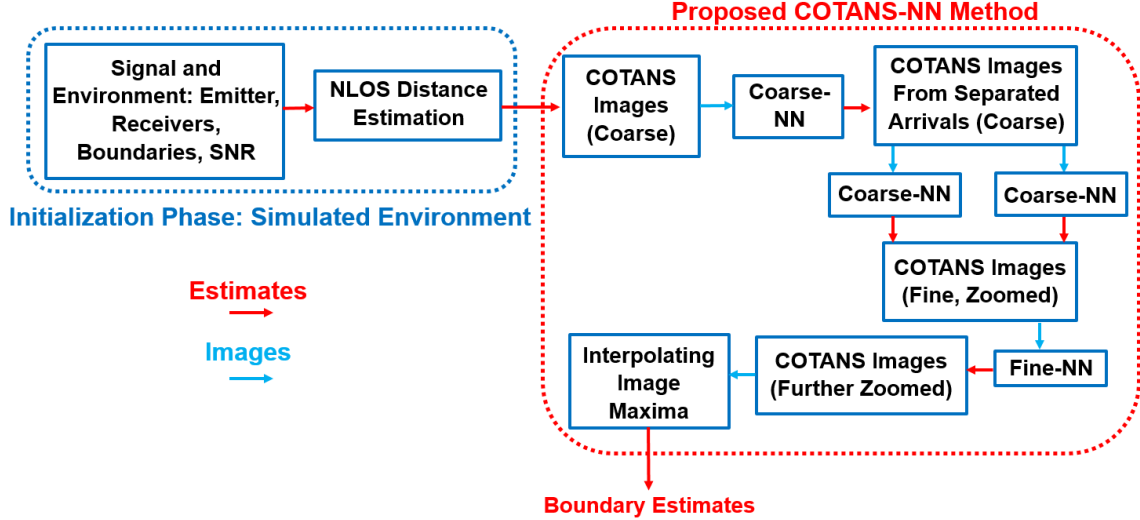 Proposed COTANS-NN Method
Signal and
Environment: Emitter,
Receivers,
Boundaries, SNR
NLOS Distance
Estimation
Initialization Phase: Simulated Environment
COTANS
Images
(Coarse)
Coarse-
NN
COTANS Images
From Separated
Arrivals (Coarse)
Coarse-NN
Coarse-NN
COTANS Images
(Fine, Zoomed)
Fine-NN
COTANS Images
(Further Zoomed)
Interpolating
Image
Maxima
Boundary Estimates
Estimates
Images